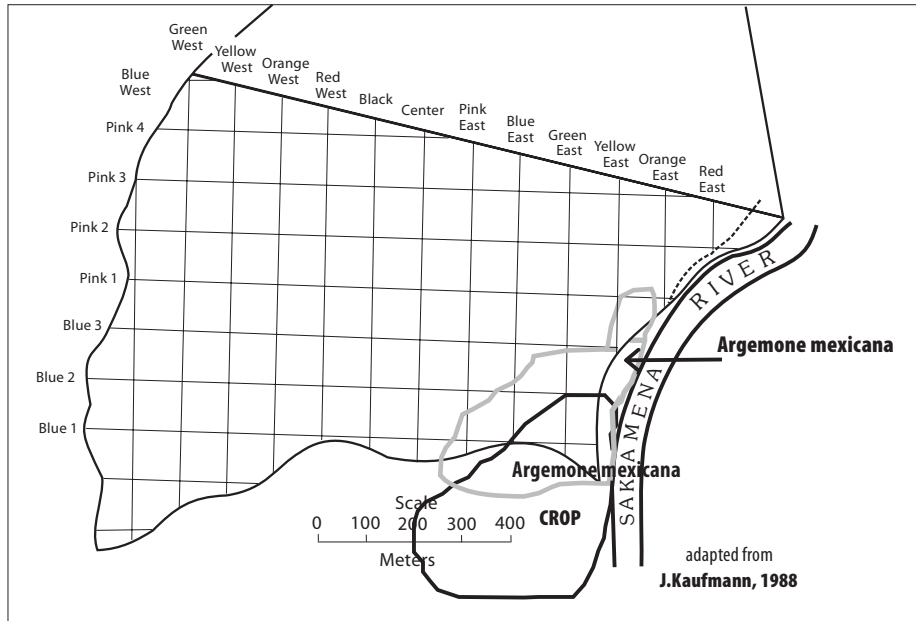 Green
West
Yellow
West
Orange
West
Blue
West
Red
West
Black
Center
Pink
East
Blue
East
Green
East
Yellow
East
Orange
East
Red
East
Pink 4
Pink 3
Pink 2
Pink 1
Blue 3
Blue 2
Blue 1
SAKAMENA RIVER
Argemone mexicana
Argemone mexicana
CROP
Scale
0 100 200 300 400
Meters
adapted from
J.Kaufmann, 1988